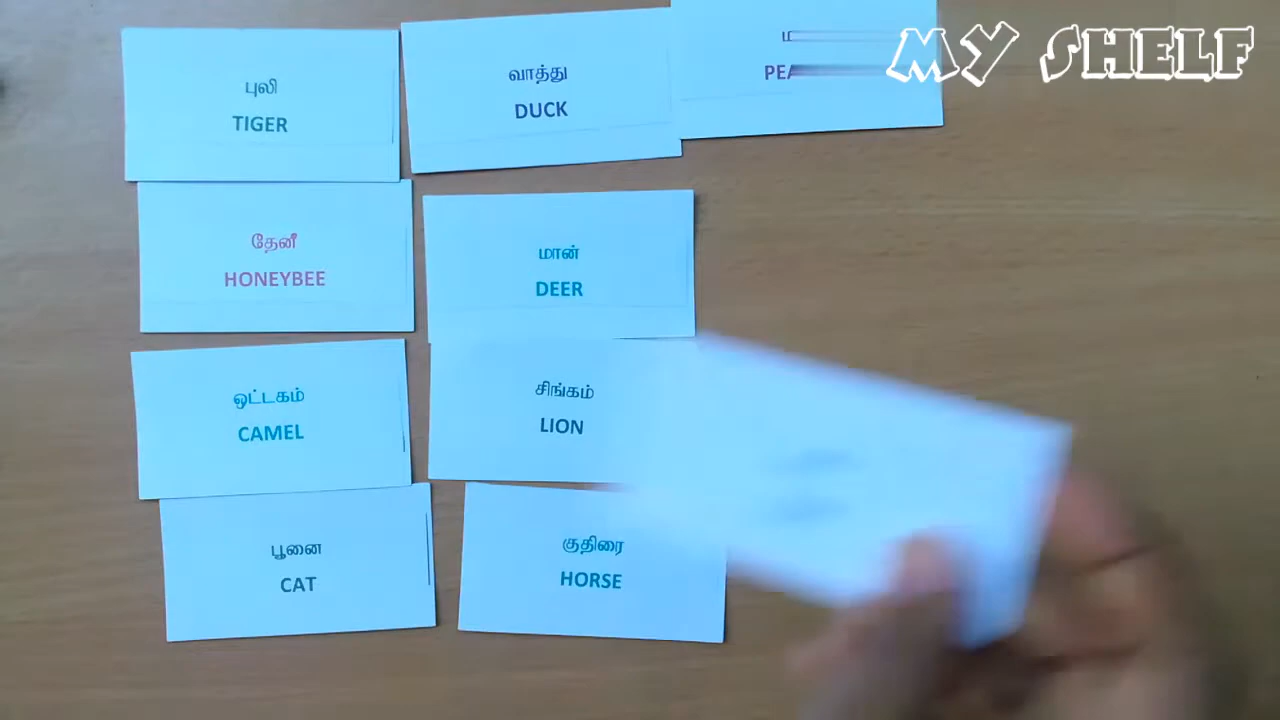 புலி
TIGER
வாத்து
DUCK
MY SHELF
தேனீ
HONEYBEE
மான்
DEER
ஒட்டகம்
CAMEL
சிங்கம்
LION
பூனை
CAT
குதிரை
HORSE